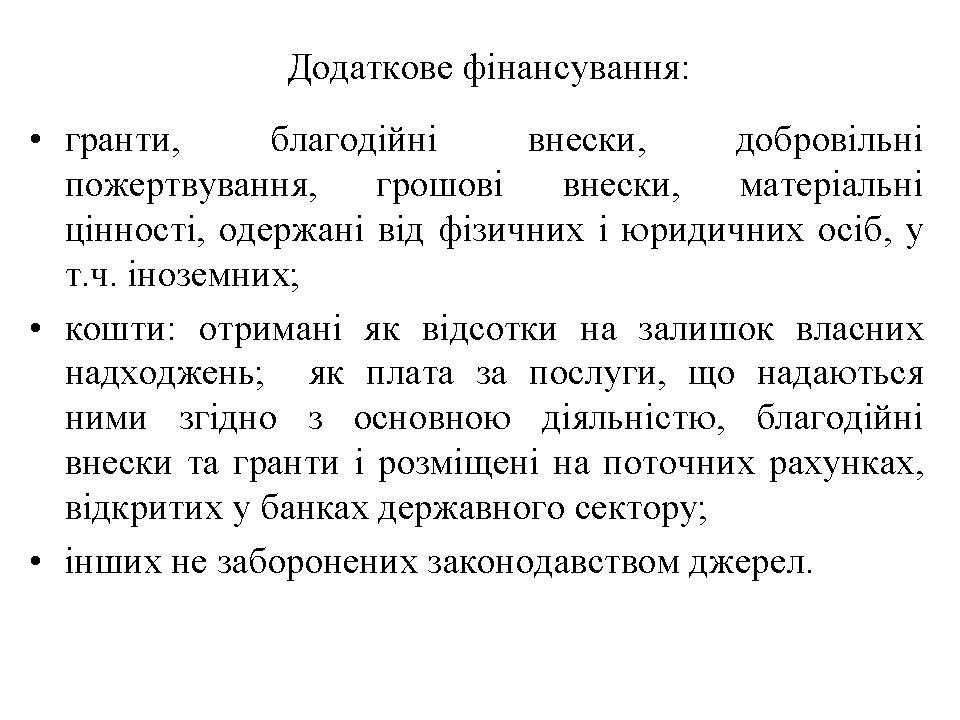 Додаткове фінансування:
• гранти, благодійні внески, добровільні
пожертвування, грошові внески, матеріальні
цінності, одержані від фізичних і юридичних осіб, у
т.ч. іноземних;
• кошти: отримані як відсотки на залишок власних
надходжень; як плата за послуги, що надаються
ними згідно з основною діяльністю, благодійні
внески та гранти і розміщені на поточних рахунках,
відкритих у банках державного сектору;
• інших не заборонених законодавством джерел.